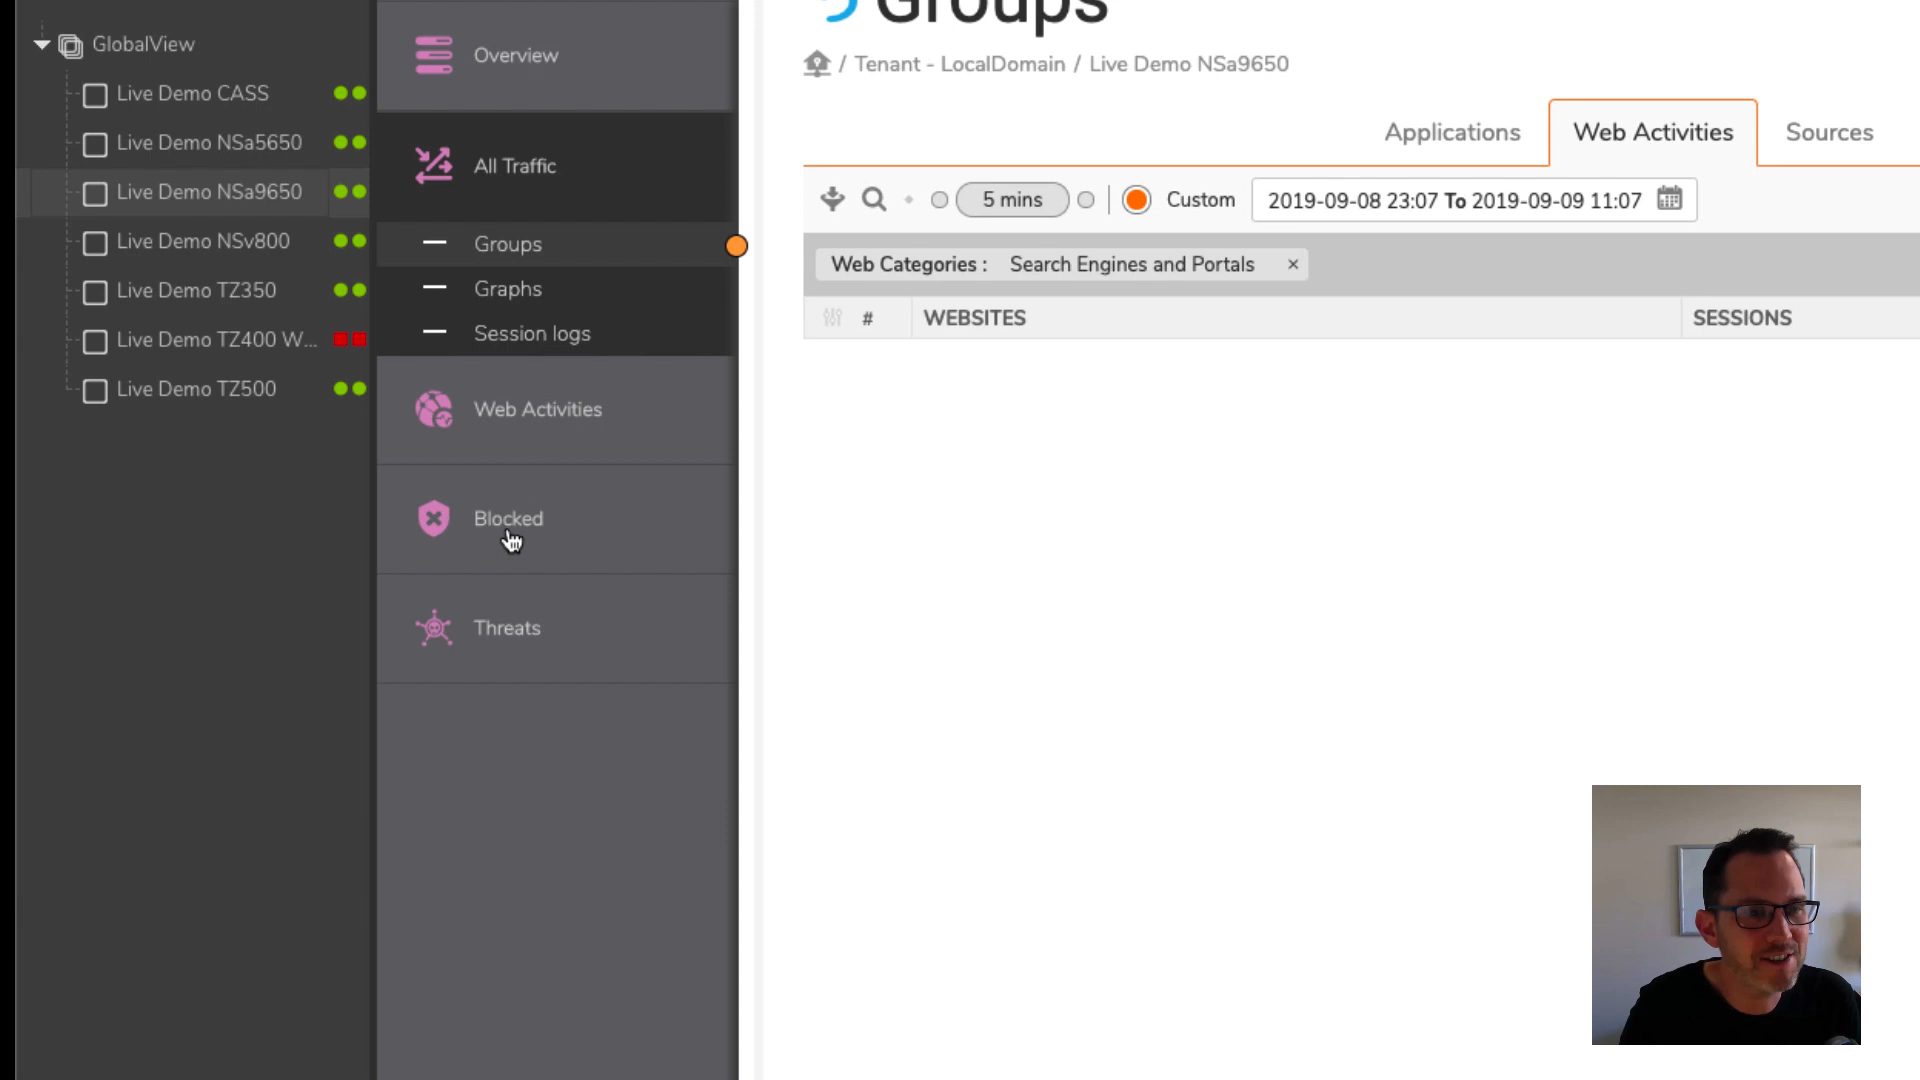 GlobalView
Live Demo CASS
Live Demo NSa5650
Live Demo NSa9650
Live Demo NSv800
Live Demo TZ350
Live Demo TZ400 W...
Live Demo TZ500
Overview
All Traffic
Groups
Graphs
Session logs
Web Activities
Blocked
Threats
Groups
/ Tenant - LocalDomain / Live Demo NSa9650
Applications Web Activities Sources
5 mins Custom 2019-09-08 23:07 To 2019-09-09 11:07
Web Categories : Search Engines and Portals ×
# WEBSITES SESSIONS